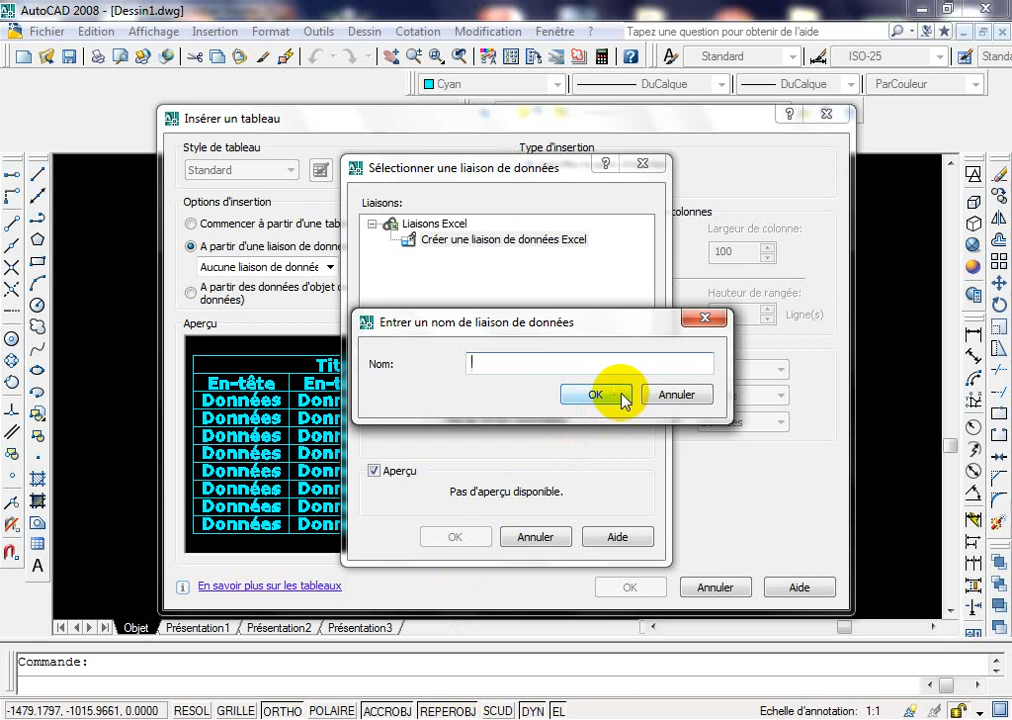 AutoCAD 2008 - [Dessin1.dwg]
Fichier Edition Affichage Insertion Format Outils Dessin Cotation Modification Fenêtre ? Tapez une question pour obtenir de l'aide
Standard ISO-25 Standa
Cyan DuCalque DuCalque ParCouleur
Insérer un tableau
Style de tableau
Standard
Type d'insertion
Options d'insertion
Commencer à partir d'une tab
A partir d'une liaison de donné
Aucune liaison de donnée
A partir des données d'objet
données)
Aperçu
Tit
En-tête En-t
Données Donn
Données Donn
Données Donn
Données Donn
Données Donn
Données Donn
Données Donn
Données Donn
En savoir plus sur les tableaux
colonnes
Largeur de colonne:
100
Hauteur de rangée:
Ligne(s)
OK Annuler Aide
Sélectionner une liaison de données
Liaisons:
Liaisons Excel
Créer une liaison de données Excel
Aperçu
Pas d'aperçu disponible.
OK Annuler Aide
Entrer un nom de liaison de données
Nom:
OK Annuler
Objet Présentation1 Présentation2 Présentation3
Commande:
-1479.1797, -1015.9661, 0.0000 RESOL GRILLE ORTHO POLAIRE ACCROBJ REPEROBJ SCUD DYN EL Echelle d'annotation: 1:1